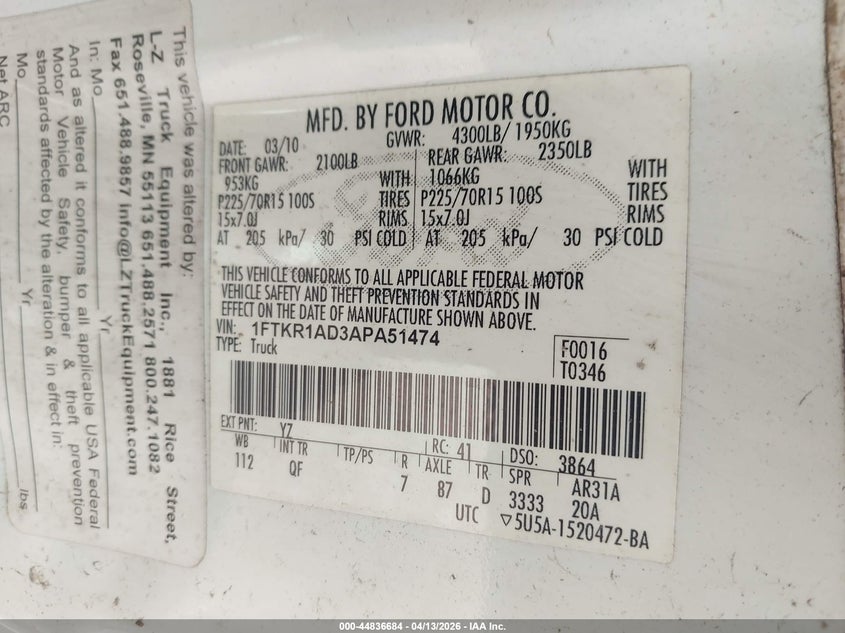 This vehicle was altered by:
L-Z Truck Equipment Inc., 1881 Rice Street,
Roseville, MN 55113 651.488.2571 800.247.1082
Fax 651.488.9857 info@LZTruckEquipment.com
In: Mo. Yr.
And as altered it conforms to all applicable USA Federal
Motor Vehicle Safety, bumper & theft prevention
standards affected by the alteration & in effect in:
Mo. Yr.
Net ARC lbs.
MFD. BY FORD MOTOR CO.
DATE: 03/10 GVWR: 4300LB/ 1950KG
FRONT GAWR: 2100LB REAR GAWR: 2350LB
953KG WITH 1066KG WITH
P225/70R15 100S TIRES P225/70R15 100S TIRES
15x7.0J RIMS 15x7.0J RIMS
AT 205 kPa/ 30 PSI COLD AT 205 kPa/ 30 PSI COLD
THIS VEHICLE CONFORMS TO ALL APPLICABLE FEDERAL MOTOR
VEHICLE SAFETY AND THEFT PREVENTION STANDARDS IN
EFFECT ON THE DATE OF MANUFACTURE SHOWN ABOVE.
VIN: 1FTKR1AD3APA51474
TYPE: Truck
F0016
T0346
EXT PNT: YZ RC: 41 DSO: 3864
WB INT TR TP/PS R AXLE TR SPR AR31A
112 QF 7 87 D 3333 20A
UTC ▽5U5A-1520472-BA
000-44836684 / 04/13/2026 - IAA Inc.